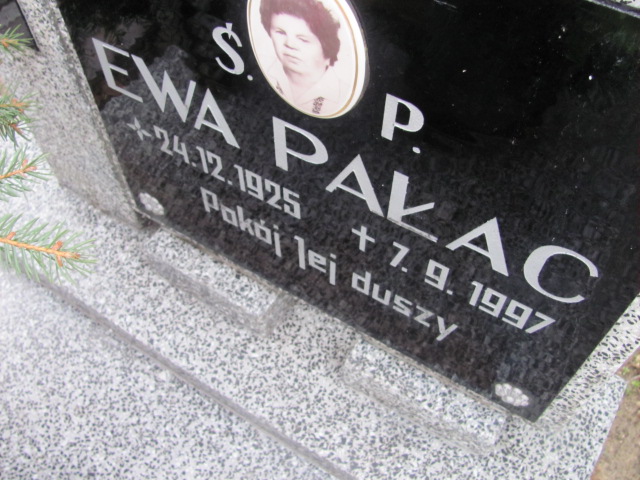 Ś. P.
EWA PAŁAC
* 24.12.1925 + 7.9.1997
Pokój Jej duszy